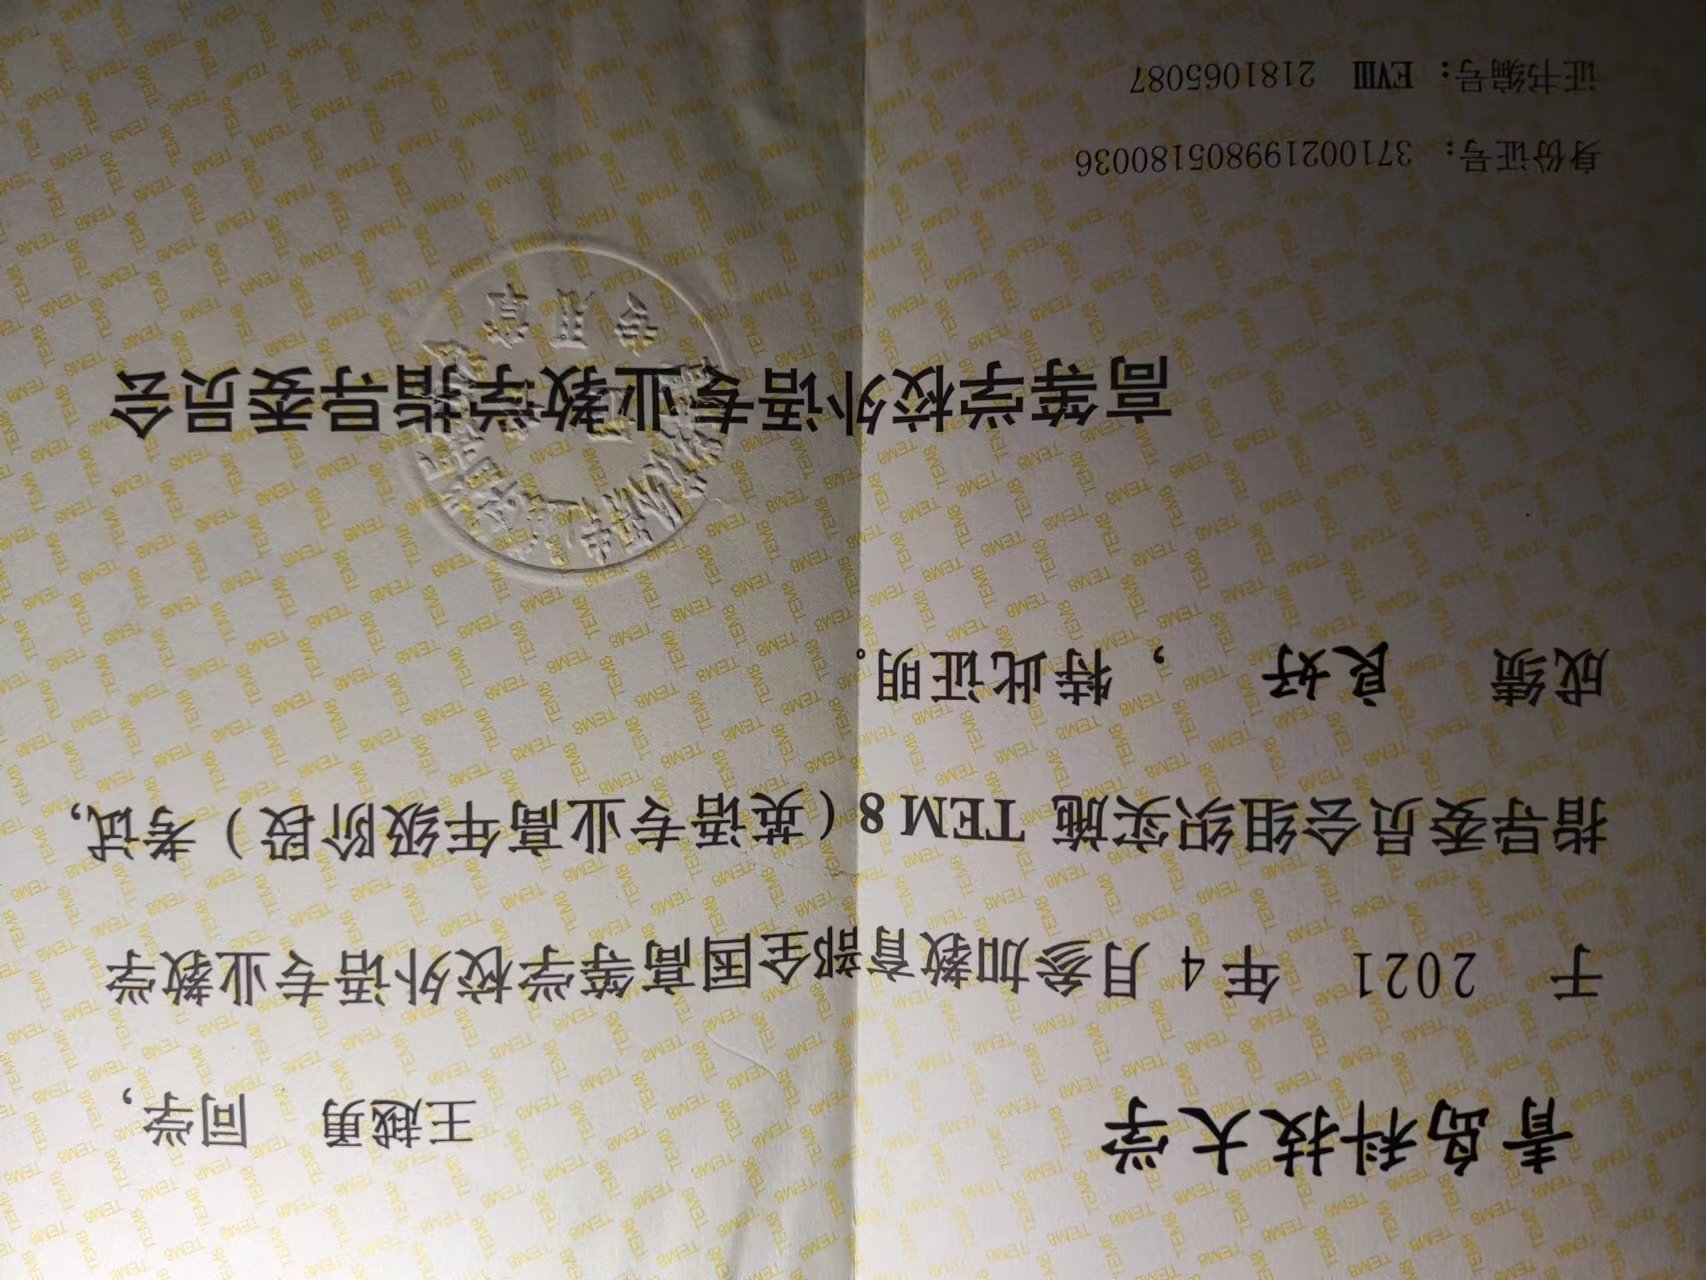 青岛科技大学 王越勇 同学，
于 2021 年 4 月参加教育部全国高等学校外语专业教学
指导委员会组织实施 TEM 8（英语专业高年级阶段）考试，
成绩 良好 ，特此证明。
高等学校外语专业教学指导委员会
专用章
身份证号： 371002199805180036
证书编号： EⅧ 2181065087